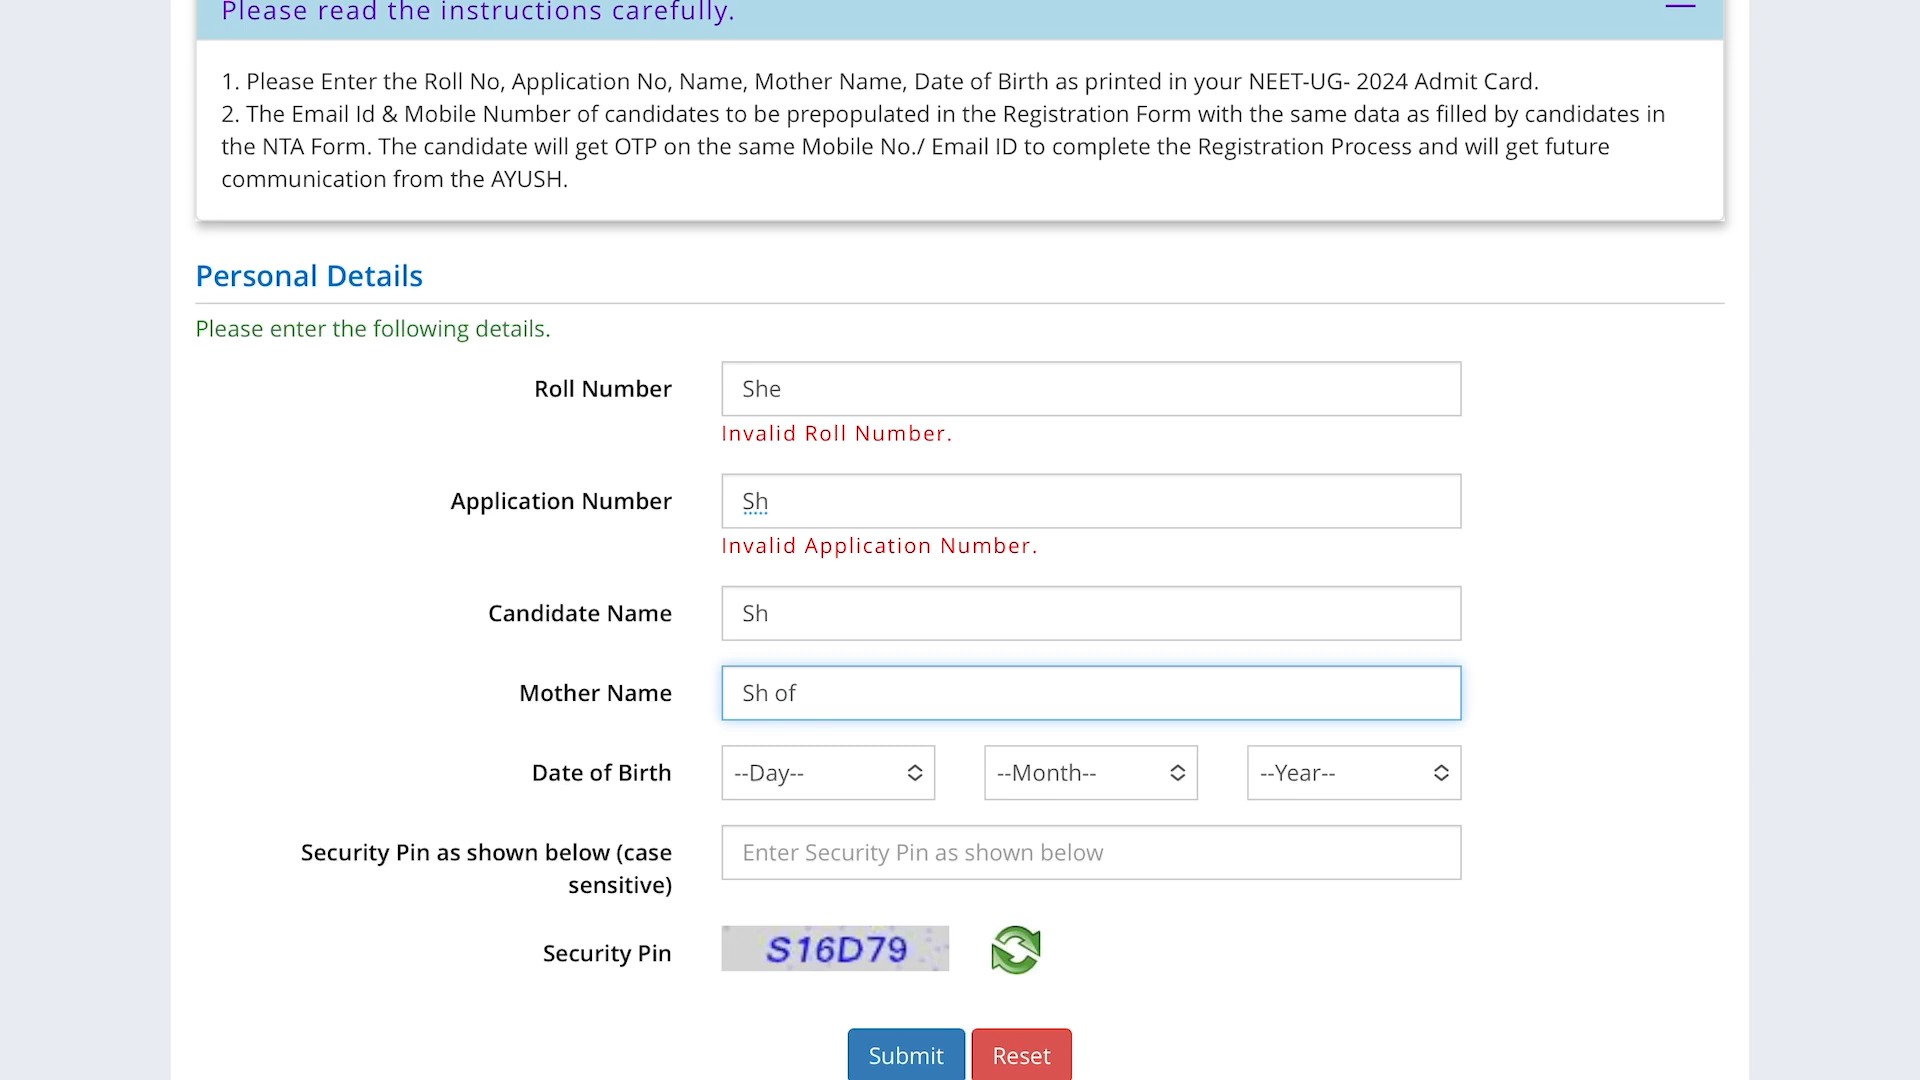 Please read the instructions carefully.
1. Please Enter the Roll No, Application No, Name, Mother Name, Date of Birth as printed in your NEET-UG- 2024 Admit Card.
2. The Email Id & Mobile Number of candidates to be prepopulated in the Registration Form with the same data as filled by candidates in
the NTA Form. The candidate will get OTP on the same Mobile No./ Email ID to complete the Registration Process and will get future
communication from the AYUSH.
Personal Details
Please enter the following details.
Roll Number She
Invalid Roll Number.
Application Number Sh
Invalid Application Number.
Candidate Name Sh
Mother Name Sh of
Date of Birth --Day-- --Month-- --Year--
Security Pin as shown below (case Enter Security Pin as shown below
sensitive)
Security Pin S16D79
Submit Reset